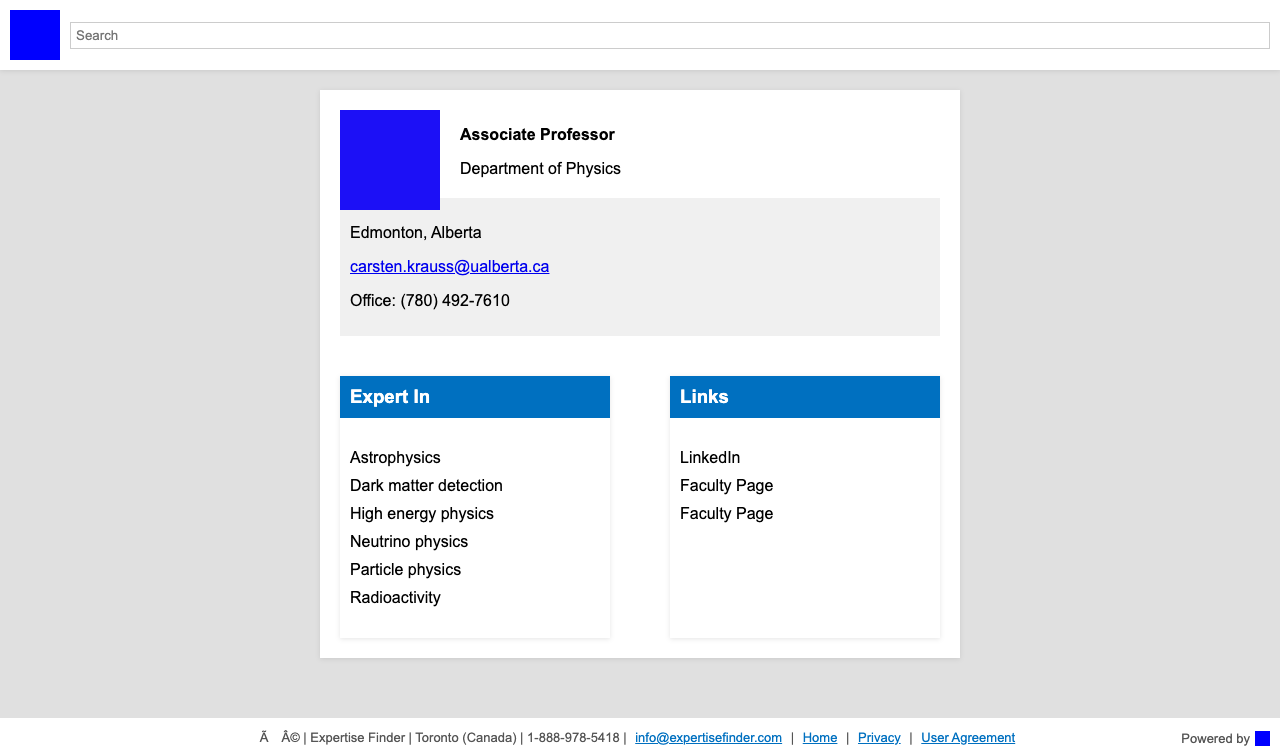 Search
Associate Professor
Department of Physics
Edmonton, Alberta
carsten.krauss@ualberta.ca
Office: (780) 492-7610
Expert In
Astrophysics
Dark matter detection
High energy physics
Neutrino physics
Particle physics
Radioactivity
Links
LinkedIn
Faculty Page
Faculty Page
Ã Â© | Expertise Finder | Toronto (Canada) | 1-888-978-5418 | info@expertisefinder.com | Home | Privacy | User Agreement
Powered by